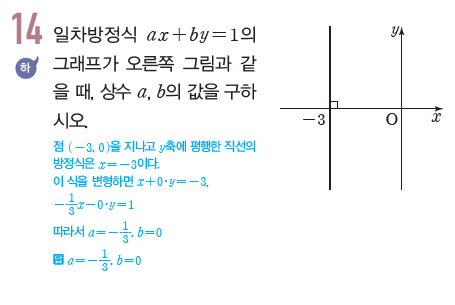 14
하
일차방정식 ax+by=1의
그래프가 오른쪽 그림과 같
을 때, 상수 a, b의 값을 구하
시오.
점 (-3, 0)을 지나고 y축에 평행한 직선의
방정식은 x=-3이다.
이 식을 변형하면 x+0·y=-3,
-1/3x-0·y=1
따라서 a=-1/3, b=0
답 a=-1/3, b=0
y
-3
O
x